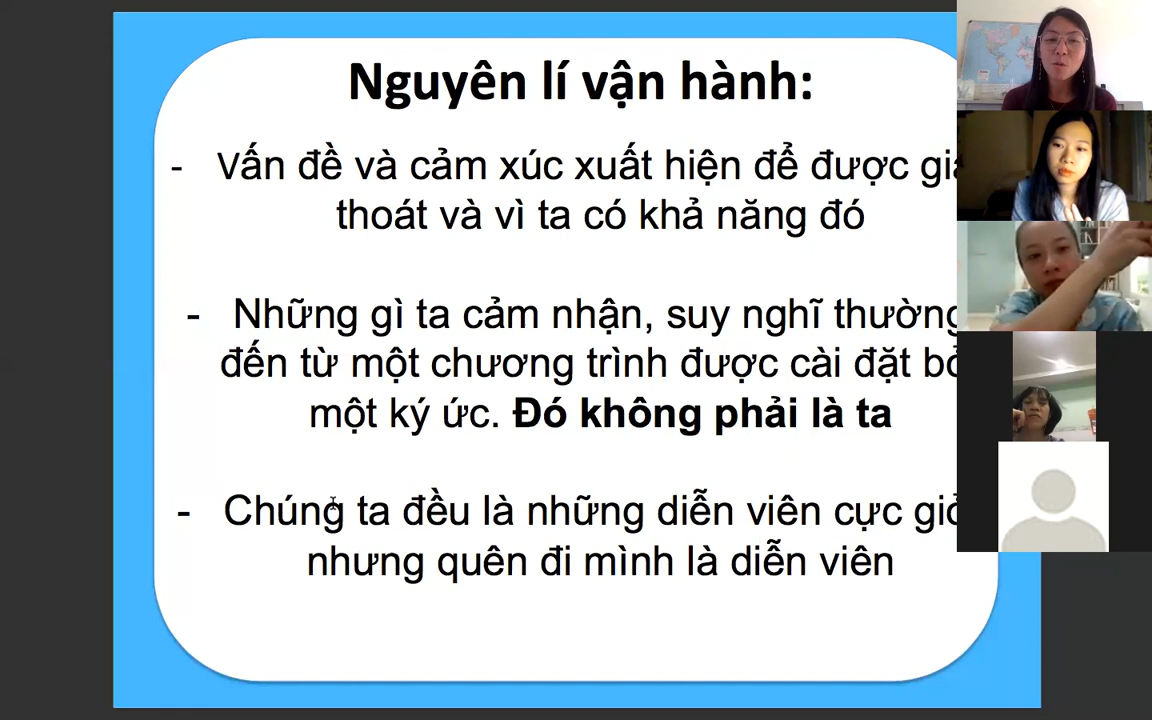 Nguyên lí vận hành:
- Vấn đề và cảm xúc xuất hiện để được
thoát và vì ta có khả năng đó
- Những gì ta cảm nhận, suy nghĩ thường
đến từ một chương trình được cài đặt
một ký ức. Đó không phải là ta
- Chúng ta đều là những diễn viên cực
nhưng quên đi mình là diễn viên